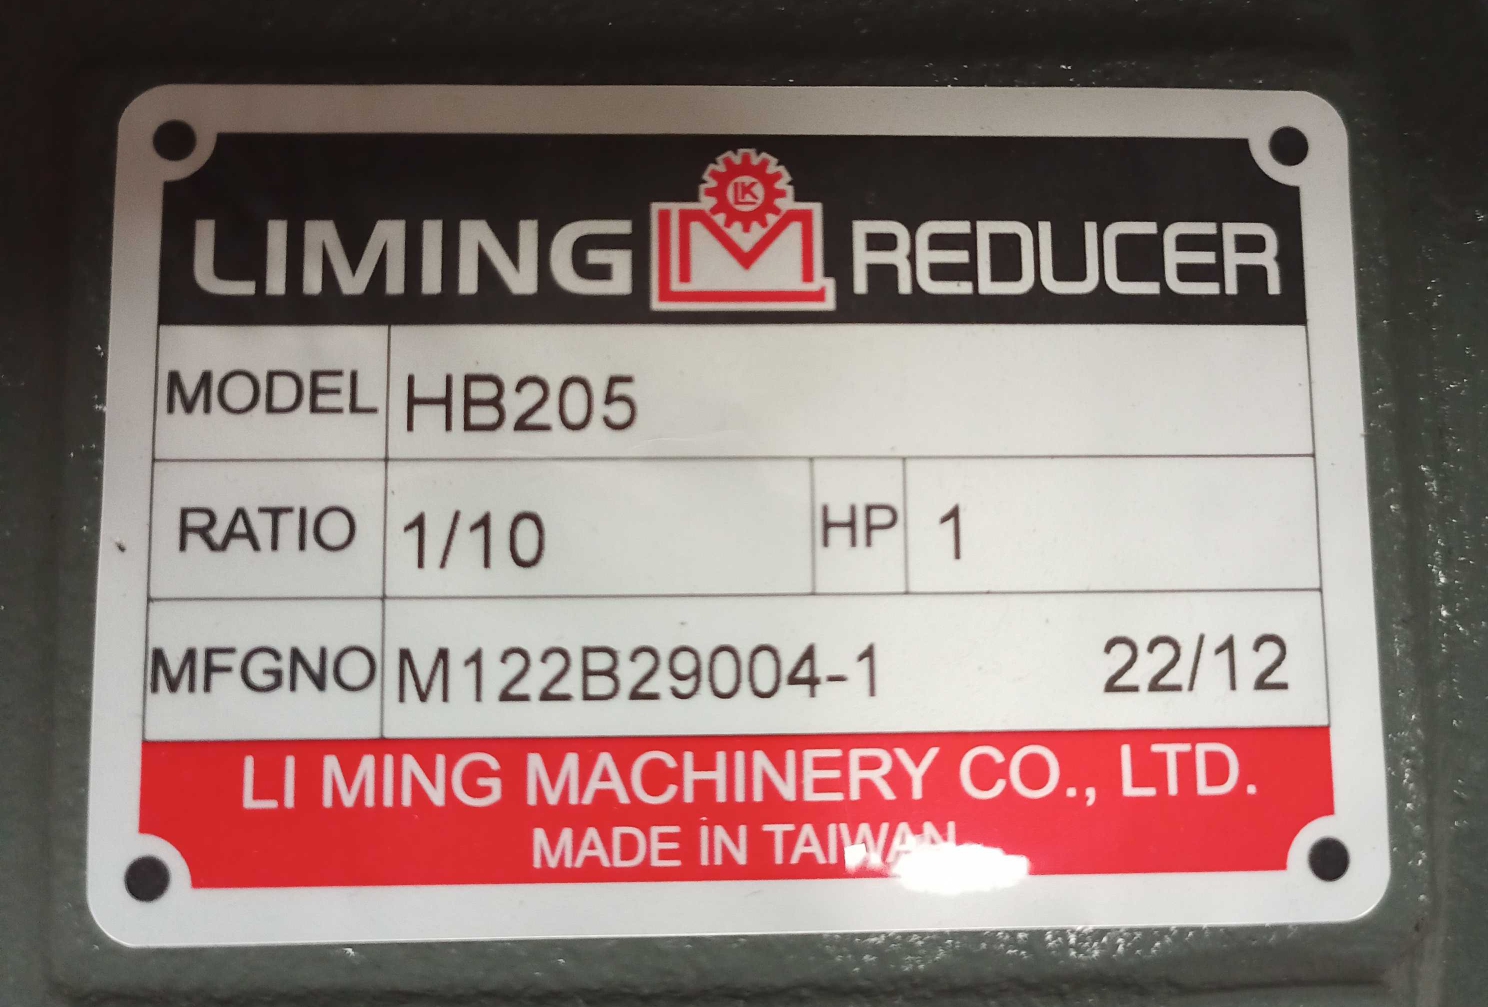 LIMING LK M REDUCER
MODEL HB205
RATIO 1/10 HP 1
MFGNO M122B29004-1 22/12
LI MING MACHINERY CO., LTD.
MADE IN TAIWAN